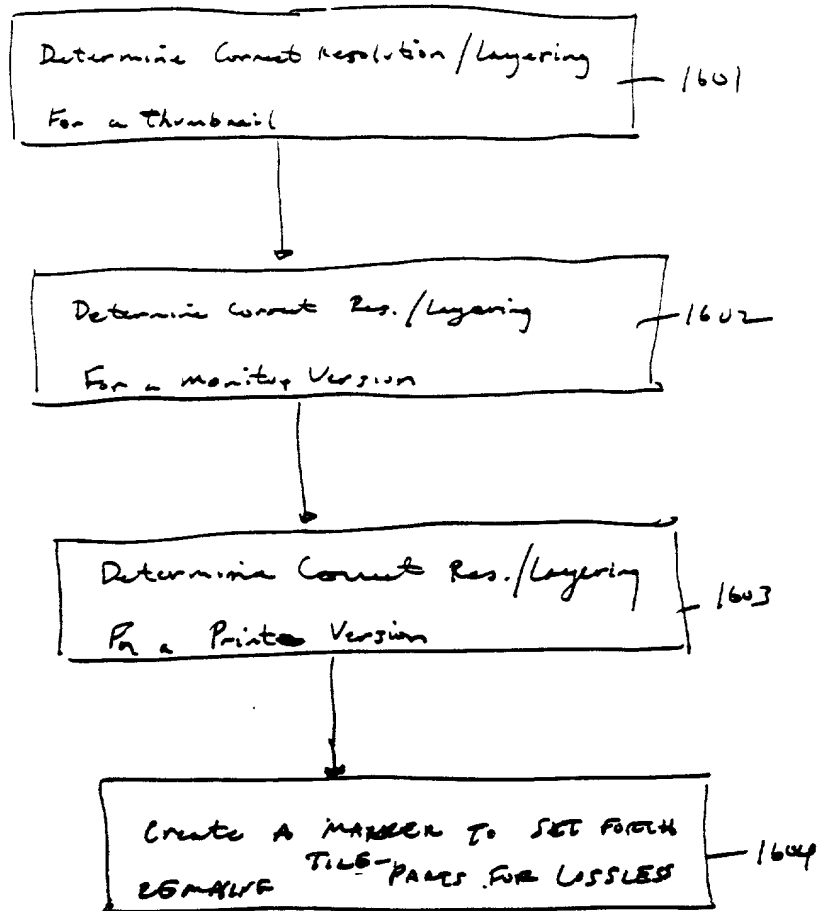 Determine Correct Resolution/Layering
1601
For a Thumbnail
Determine Correct Res./Layering
1602
For a Monitor Version
Determine Correct Res./Layering
1603
For a Print Version
Create A MARKER TO SET FORTH
1604
TILE-PARTS FOR LOSSLESS